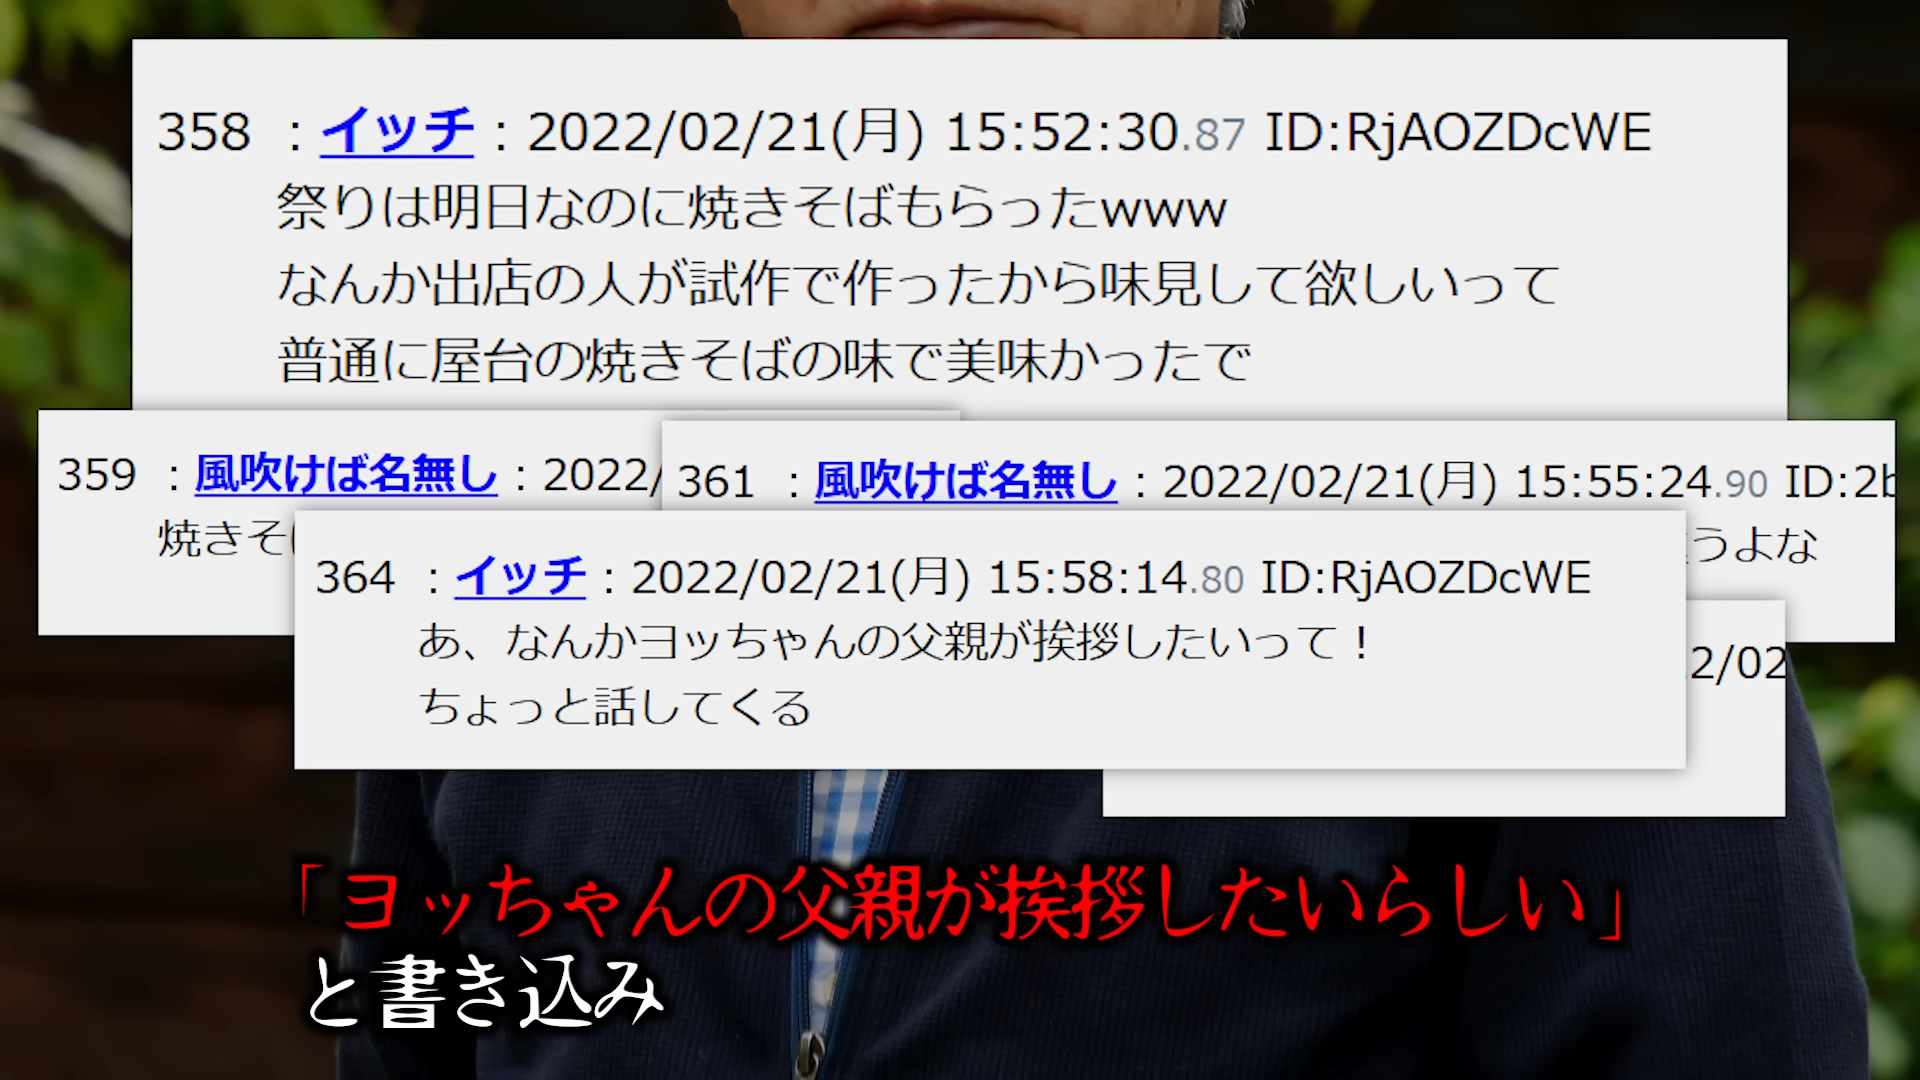 358 ：イッチ：2022/02/21(月) 15:52:30.87 ID:RjAOZDcWE
祭りは明日なのに焼きそばもらったwww
なんか出店の人が試作で作ったから味見して欲しいって
普通に屋台の焼きそばの味で美味かったで
359 ：風吹けば名無し：2022/
焼きそ
361 ：風吹けば名無し：2022/02/21(月) 15:55:24.90 ID:2b
うよな
364 ：イッチ：2022/02/21(月) 15:58:14.80 ID:RjAOZDcWE
あ、なんかヨッちゃんの父親が挨拶したいって！
ちょっと話してくる
2/02
「ヨッちゃんの父親が挨拶したいらしい」
と書き込み